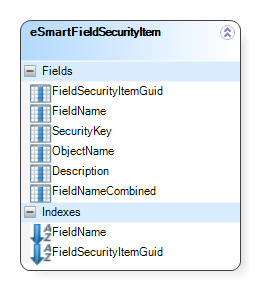 eSmartFieldSecurityItem
Fields
FieldSecurityItemGuid
FieldName
SecurityKey
ObjectName
Description
FieldNameCombined
Indexes
FieldName
FieldSecurityItemGuid